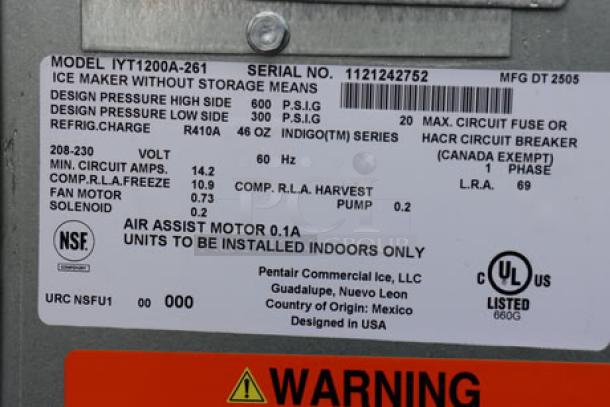 MODEL IYT1200A-261 SERIAL NO. 1121242752 MFG DT 2505
ICE MAKER WITHOUT STORAGE MEANS
DESIGN PRESSURE HIGH SIDE 600 P.S.I.G
DESIGN PRESSURE LOW SIDE 300 P.S.I.G 20 MAX. CIRCUIT FUSE OR
REFRIG.CHARGE R410A 46 OZ INDIGO(TM) SERIES HACR CIRCUIT BREAKER
(CANADA EXEMPT)
208-230 VOLT 60 Hz 1 PHASE
MIN. CIRCUIT AMPS. 14.2
COMP.R.L.A.FREEZE 10.9 COMP. R.L.A. HARVEST L.R.A. 69
FAN MOTOR 0.73 PUMP 0.2
SOLENOID 0.2
AIR ASSIST MOTOR 0.1A
UNITS TO BE INSTALLED INDOORS ONLY
NSF
COMPONENT
Pentair Commercial Ice, LLC
Guadalupe, Nuevo Leon
Country of Origin: Mexico
Designed in USA
C UL US
LISTED
660G
URC NSFU1 00 000
WARNING